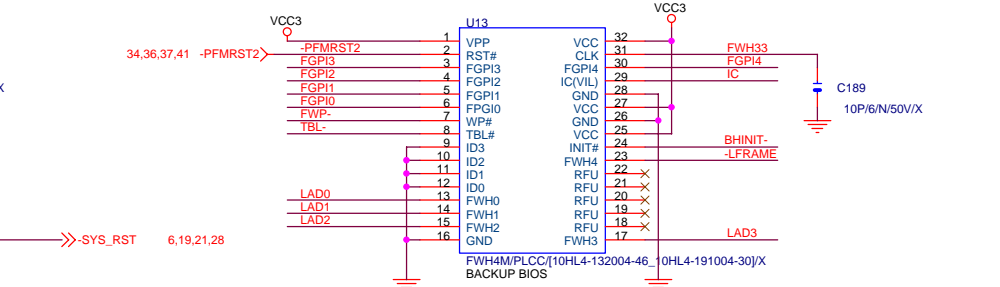 VCC3
U13
VCC3
1 VPP VCC 32
34,36,37,41 -PFMRST2 -PFMRST2 2 RST# CLK 31 FWH33
FGPI3 3 FGPI3 FGPI4 30 FGPI4
FGPI2 4 FGPI2 IC(VIL) 29 IC
FGPI1 5 FGPI1 GND 28
FGPI0 6 FPGI0 VCC 27
FWP- 7 WP# GND 26
TBL- 8 TBL# VCC 25
9 ID3 INIT# 24 BHINIT-
10 ID2 FWH4 23 -LFRAME
11 ID1 RFU 22
12 ID0 RFU 21
LAD0 13 FWH0 RFU 20
LAD1 14 FWH1 RFU 19
LAD2 15 FWH2 RFU 18
16 GND FWH3 17 LAD3
C189
10P/6/N/50V/X
X
-SYS_RST 6,19,21,28
FWH4M/PLCC/[10HL4-132004-46_10HL4-191004-30]/X
BACKUP BIOS